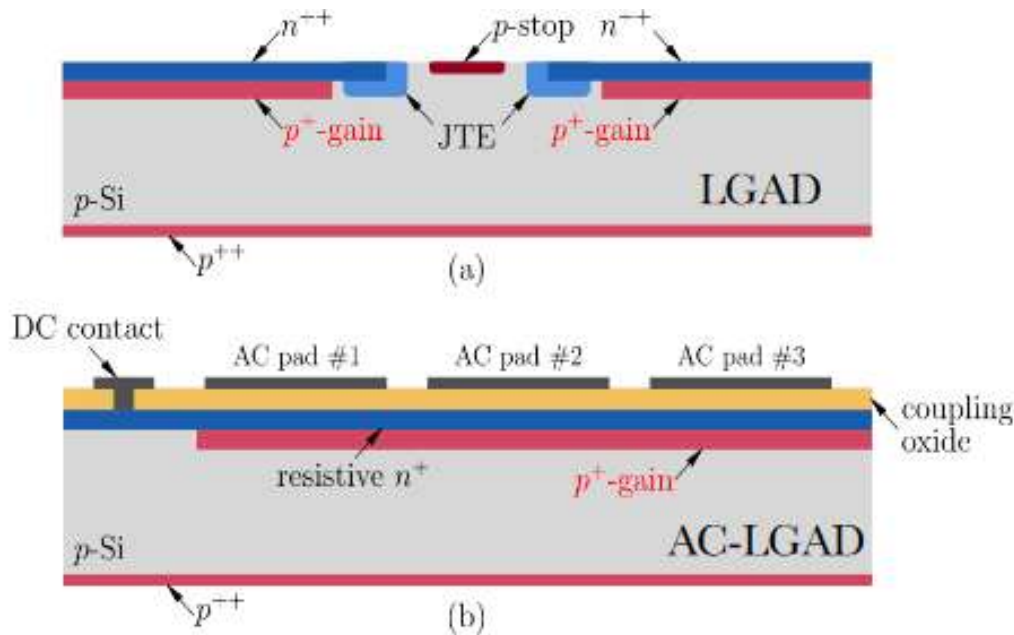 n⁺⁺
p-stop
n⁺⁺
p⁺-gain
JTE
p⁺-gain
p-Si
LGAD
p⁺⁺
(a)
DC contact
AC pad #1
AC pad #2
AC pad #3
coupling
oxide
resistive n⁺
p⁺-gain
p-Si
AC-LGAD
p⁺⁺
(b)